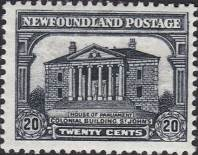 NEWFOUNDLAND POSTAGE
HOUSE OF PARLIAMENT
COLONIAL BUILDING ST. JOHN'S
20 TWENTY CENTS 20